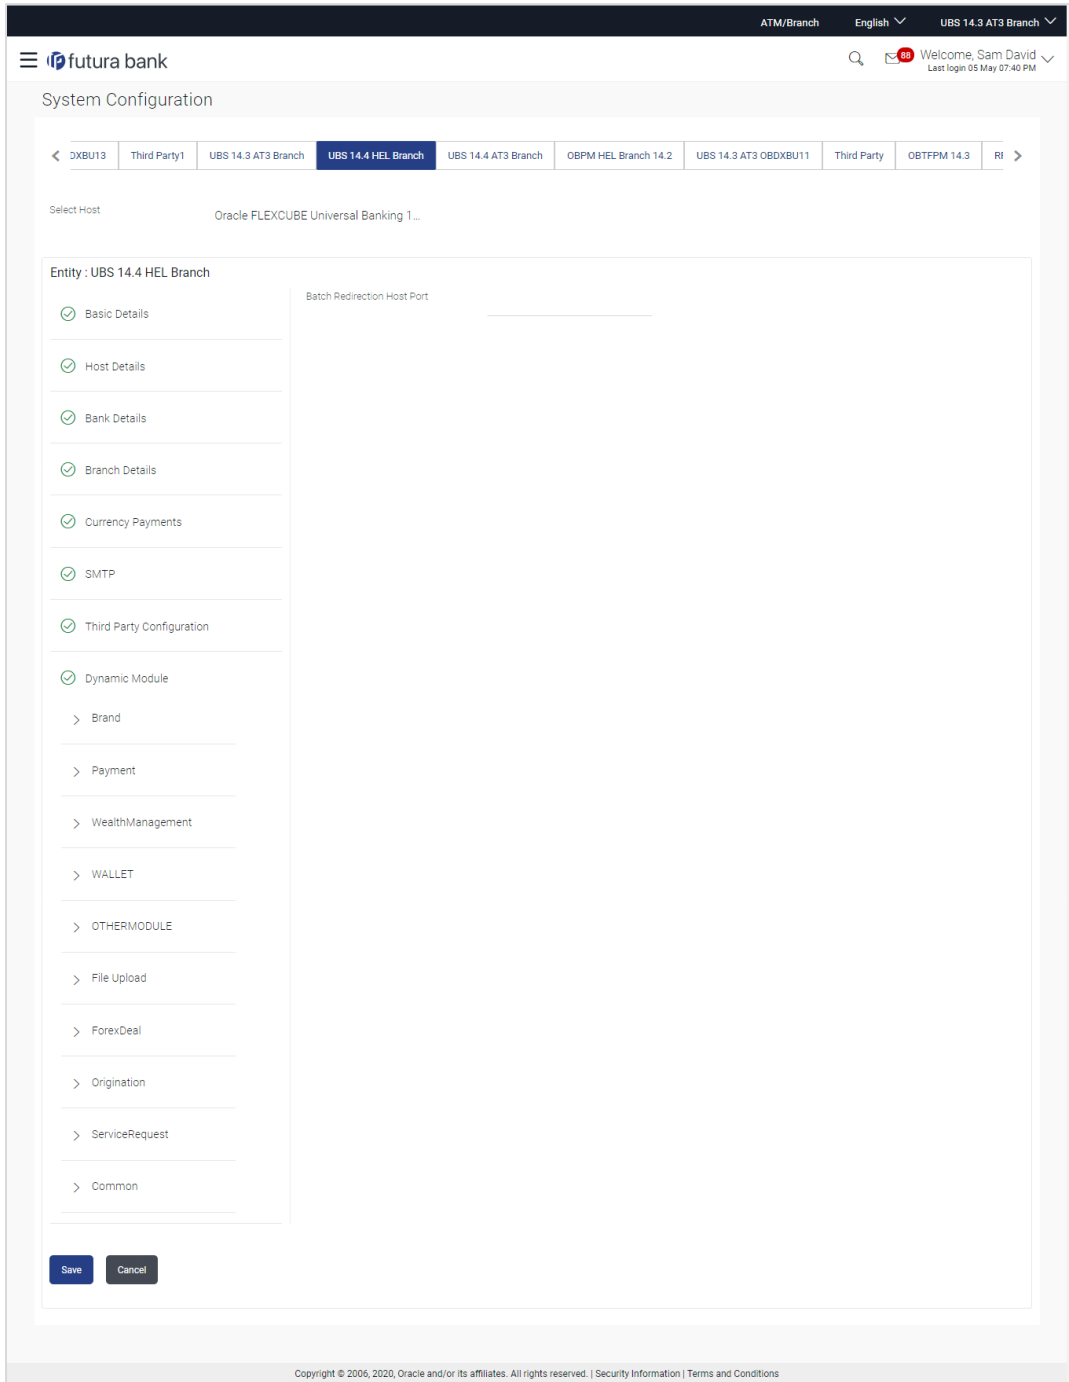 ATM/Branch English UBS 14.3 AT3 Branch
futura bank 88 Welcome, Sam David
Last login 05 May 07:40 PM
System Configuration
DXBU13 Third Party1 UBS 14.3 AT3 Branch UBS 14.4 HEL Branch UBS 14.4 AT3 Branch OBPM HEL Branch 14.2 UBS 14.3 AT3 OBDXBU11 Third Party OBTFPM 14.3
Select Host Oracle FLEXCUBE Universal Banking 1...
Entity : UBS 14.4 HEL Branch
Batch Redirection Host Port
Basic Details
Host Details
Bank Details
Branch Details
Currency Payments
SMTP
Third Party Configuration
Dynamic Module
Brand
Payment
WealthManagement
WALLET
OTHERMODULE
File Upload
ForexDeal
Origination
ServiceRequest
Common
Save Cancel
Copyright © 2006, 2020, Oracle and/or its affiliates. All rights reserved. | Security Information | Terms and Conditions